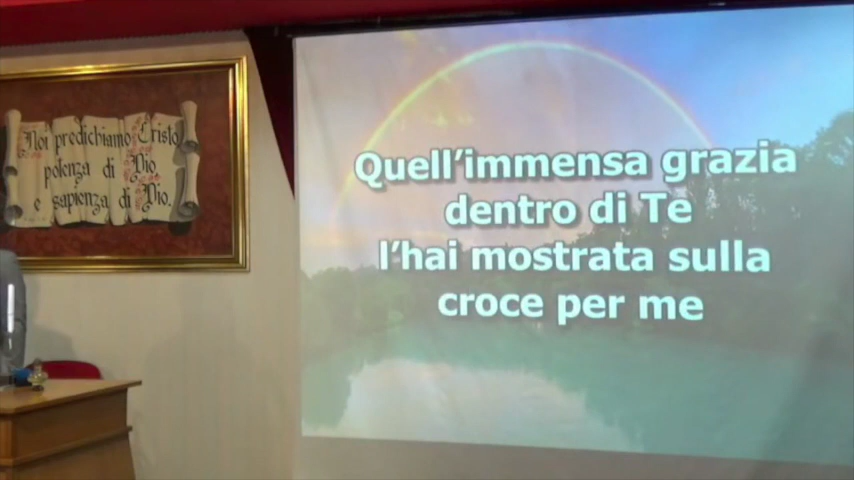 Noi predichiamo Cristo
potenza di Dio
e sapienza di Dio.
Quell'immensa grazia
dentro di Te
l'hai mostrata sulla
croce per me